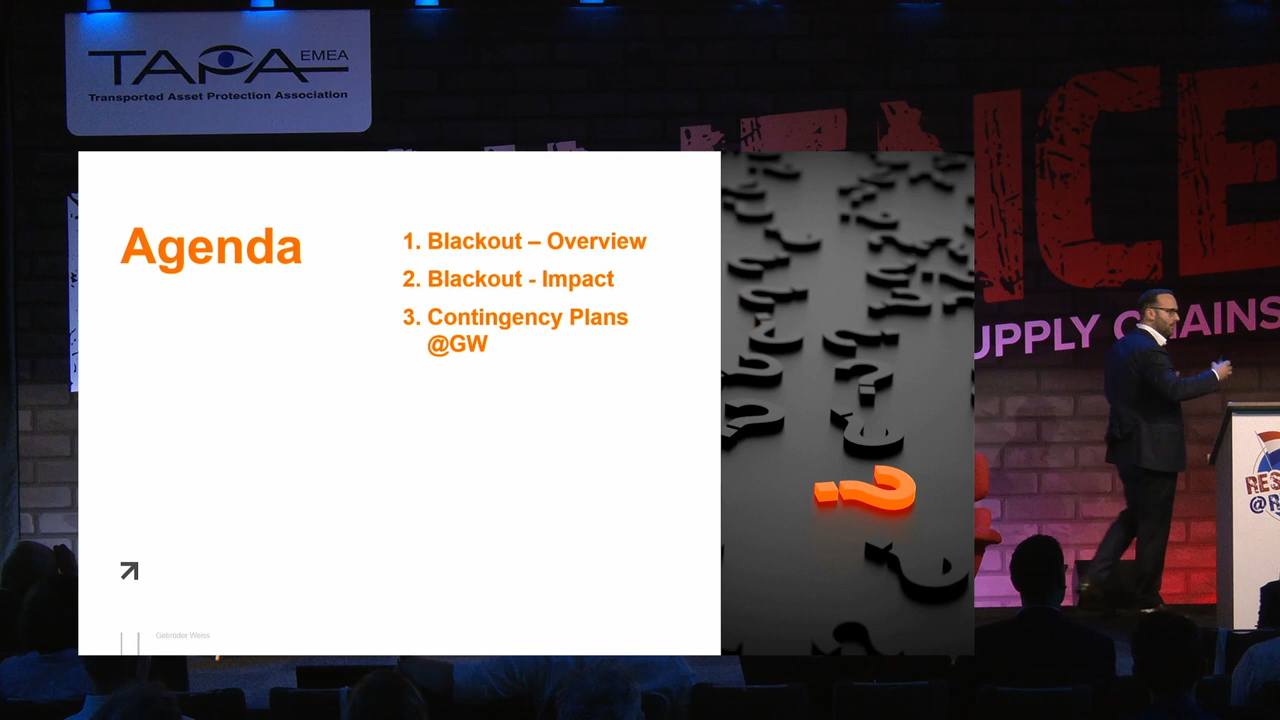 TAPA EMEA
Transported Asset Protection Association
Agenda
1. Blackout – Overview
2. Blackout - Impact
3. Contingency Plans
@GW
Gebrüder Weiss